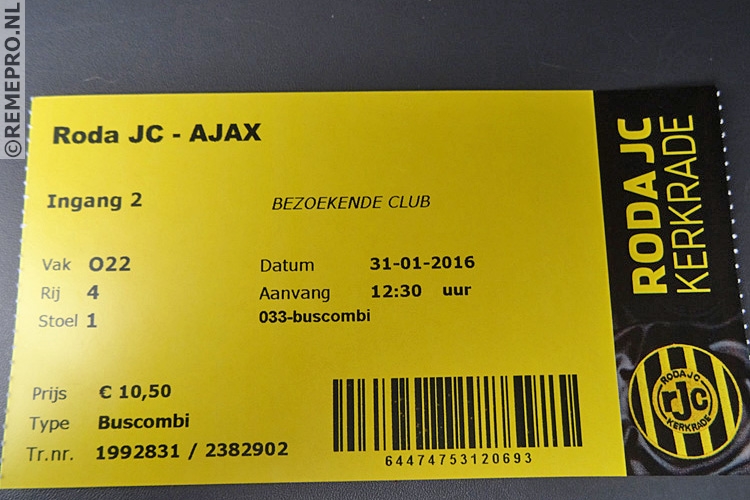 ©REMEPRO.NL
Roda JC - AJAX
Ingang 2
BEZOEKENDE CLUB
Vak O22
Datum 31-01-2016
Rij 4
Aanvang 12:30 uur
Stoel 1
033-buscombi
Prijs € 10,50
Type Buscombi
Tr.nr. 1992831 / 2382902
64474753120693
RODA JC
KERKRADE
RODA JC
rJC
KERKRADE